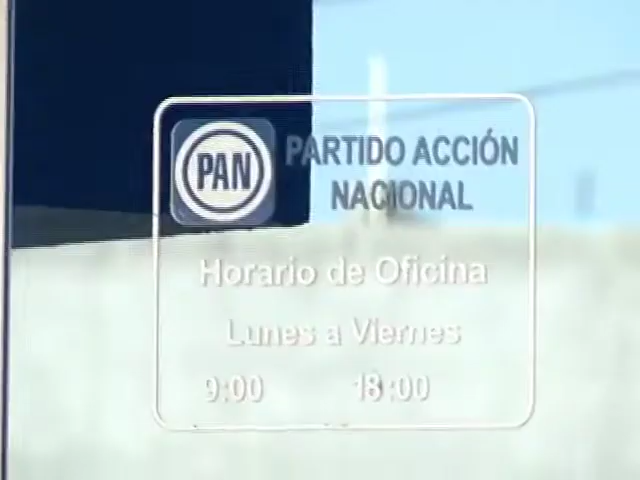 PAN
PARTIDO ACCIÓN
NACIONAL
Horario de Oficina
Lunes a Viernes
9:00 18:00